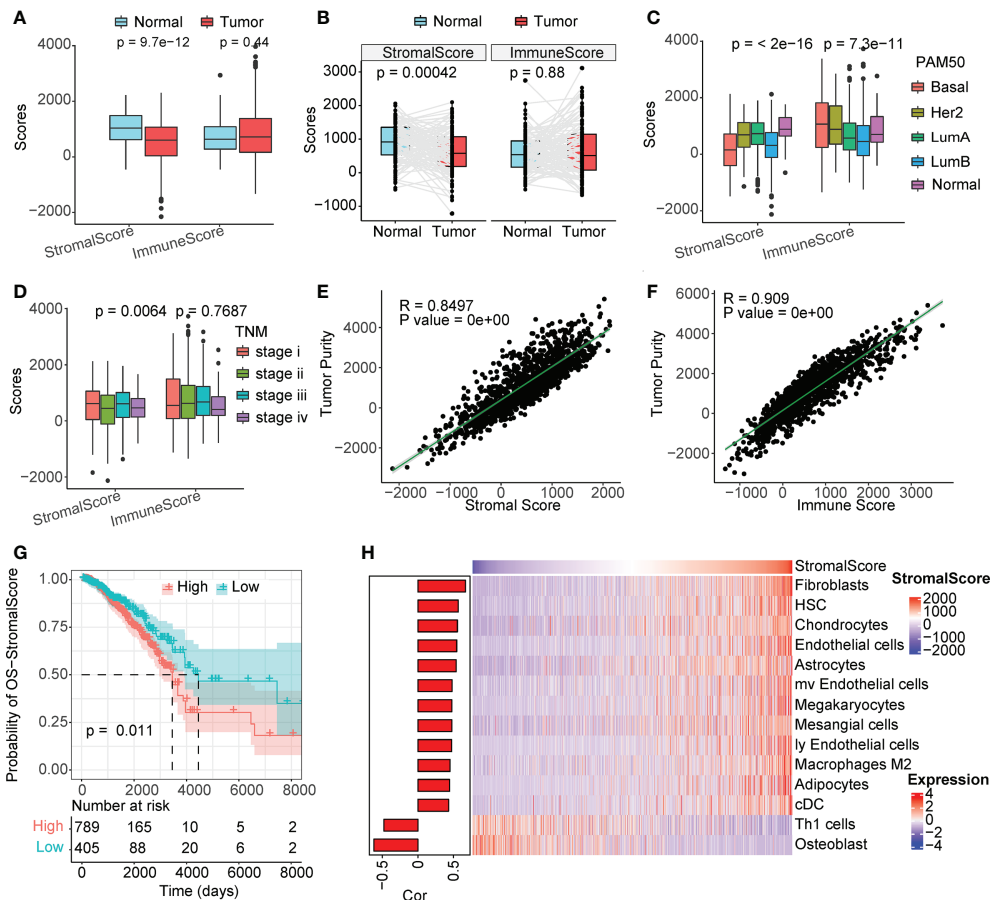 A
Normal Tumor
p = 9.7e−12 p = 0.44
Scores
4000
2000
0
−2000
StromalScore
ImmuneScore
B
Normal Tumor
StromalScore ImmuneScore
p = 0.00042 p = 0.88
Scores
3000
2000
1000
0
−1000
Normal Tumor Normal Tumor
C
p = < 2e−16 p = 7.3e−11
Scores
4000
2000
0
−2000
StromalScore
ImmuneScore
PAM50
Basal
Her2
LumA
LumB
Normal
D
p = 0.0064 p = 0.7687
Scores
4000
2000
0
−2000
StromalScore
ImmuneScore
TNM
stage i
stage ii
stage iii
stage iv
E
R = 0.8497
P value = 0e+00
Tumor Purity
4000
2000
0
−2000
−2000 −1000 0 1000 2000
Stromal Score
F
R = 0.909
P value = 0e+00
Tumor Purity
6000
4000
2000
0
−2000
−1000 0 1000 2000 3000
Immune Score
G
High Low
Probability of OS−StromalScore
1.00
0.75
0.50
0.25
0.00
p = 0.011
0 2000 4000 6000 8000
Number at risk
High 789 165 10 5 2
Low 405 88 20 6 2
0 2000 4000 6000 8000
Time (days)
H
StromalScore
Fibroblasts
HSC
Chondrocytes
Endothelial cells
Astrocytes
mv Endothelial cells
Megakaryocytes
Mesangial cells
ly Endothelial cells
Macrophages M2
Adipocytes
cDC
Th1 cells
Osteoblast
−0.5
0
0.5
Cor
StromalScore
2000
1000
0
−1000
−2000
Expression
4
2
0
−2
−4